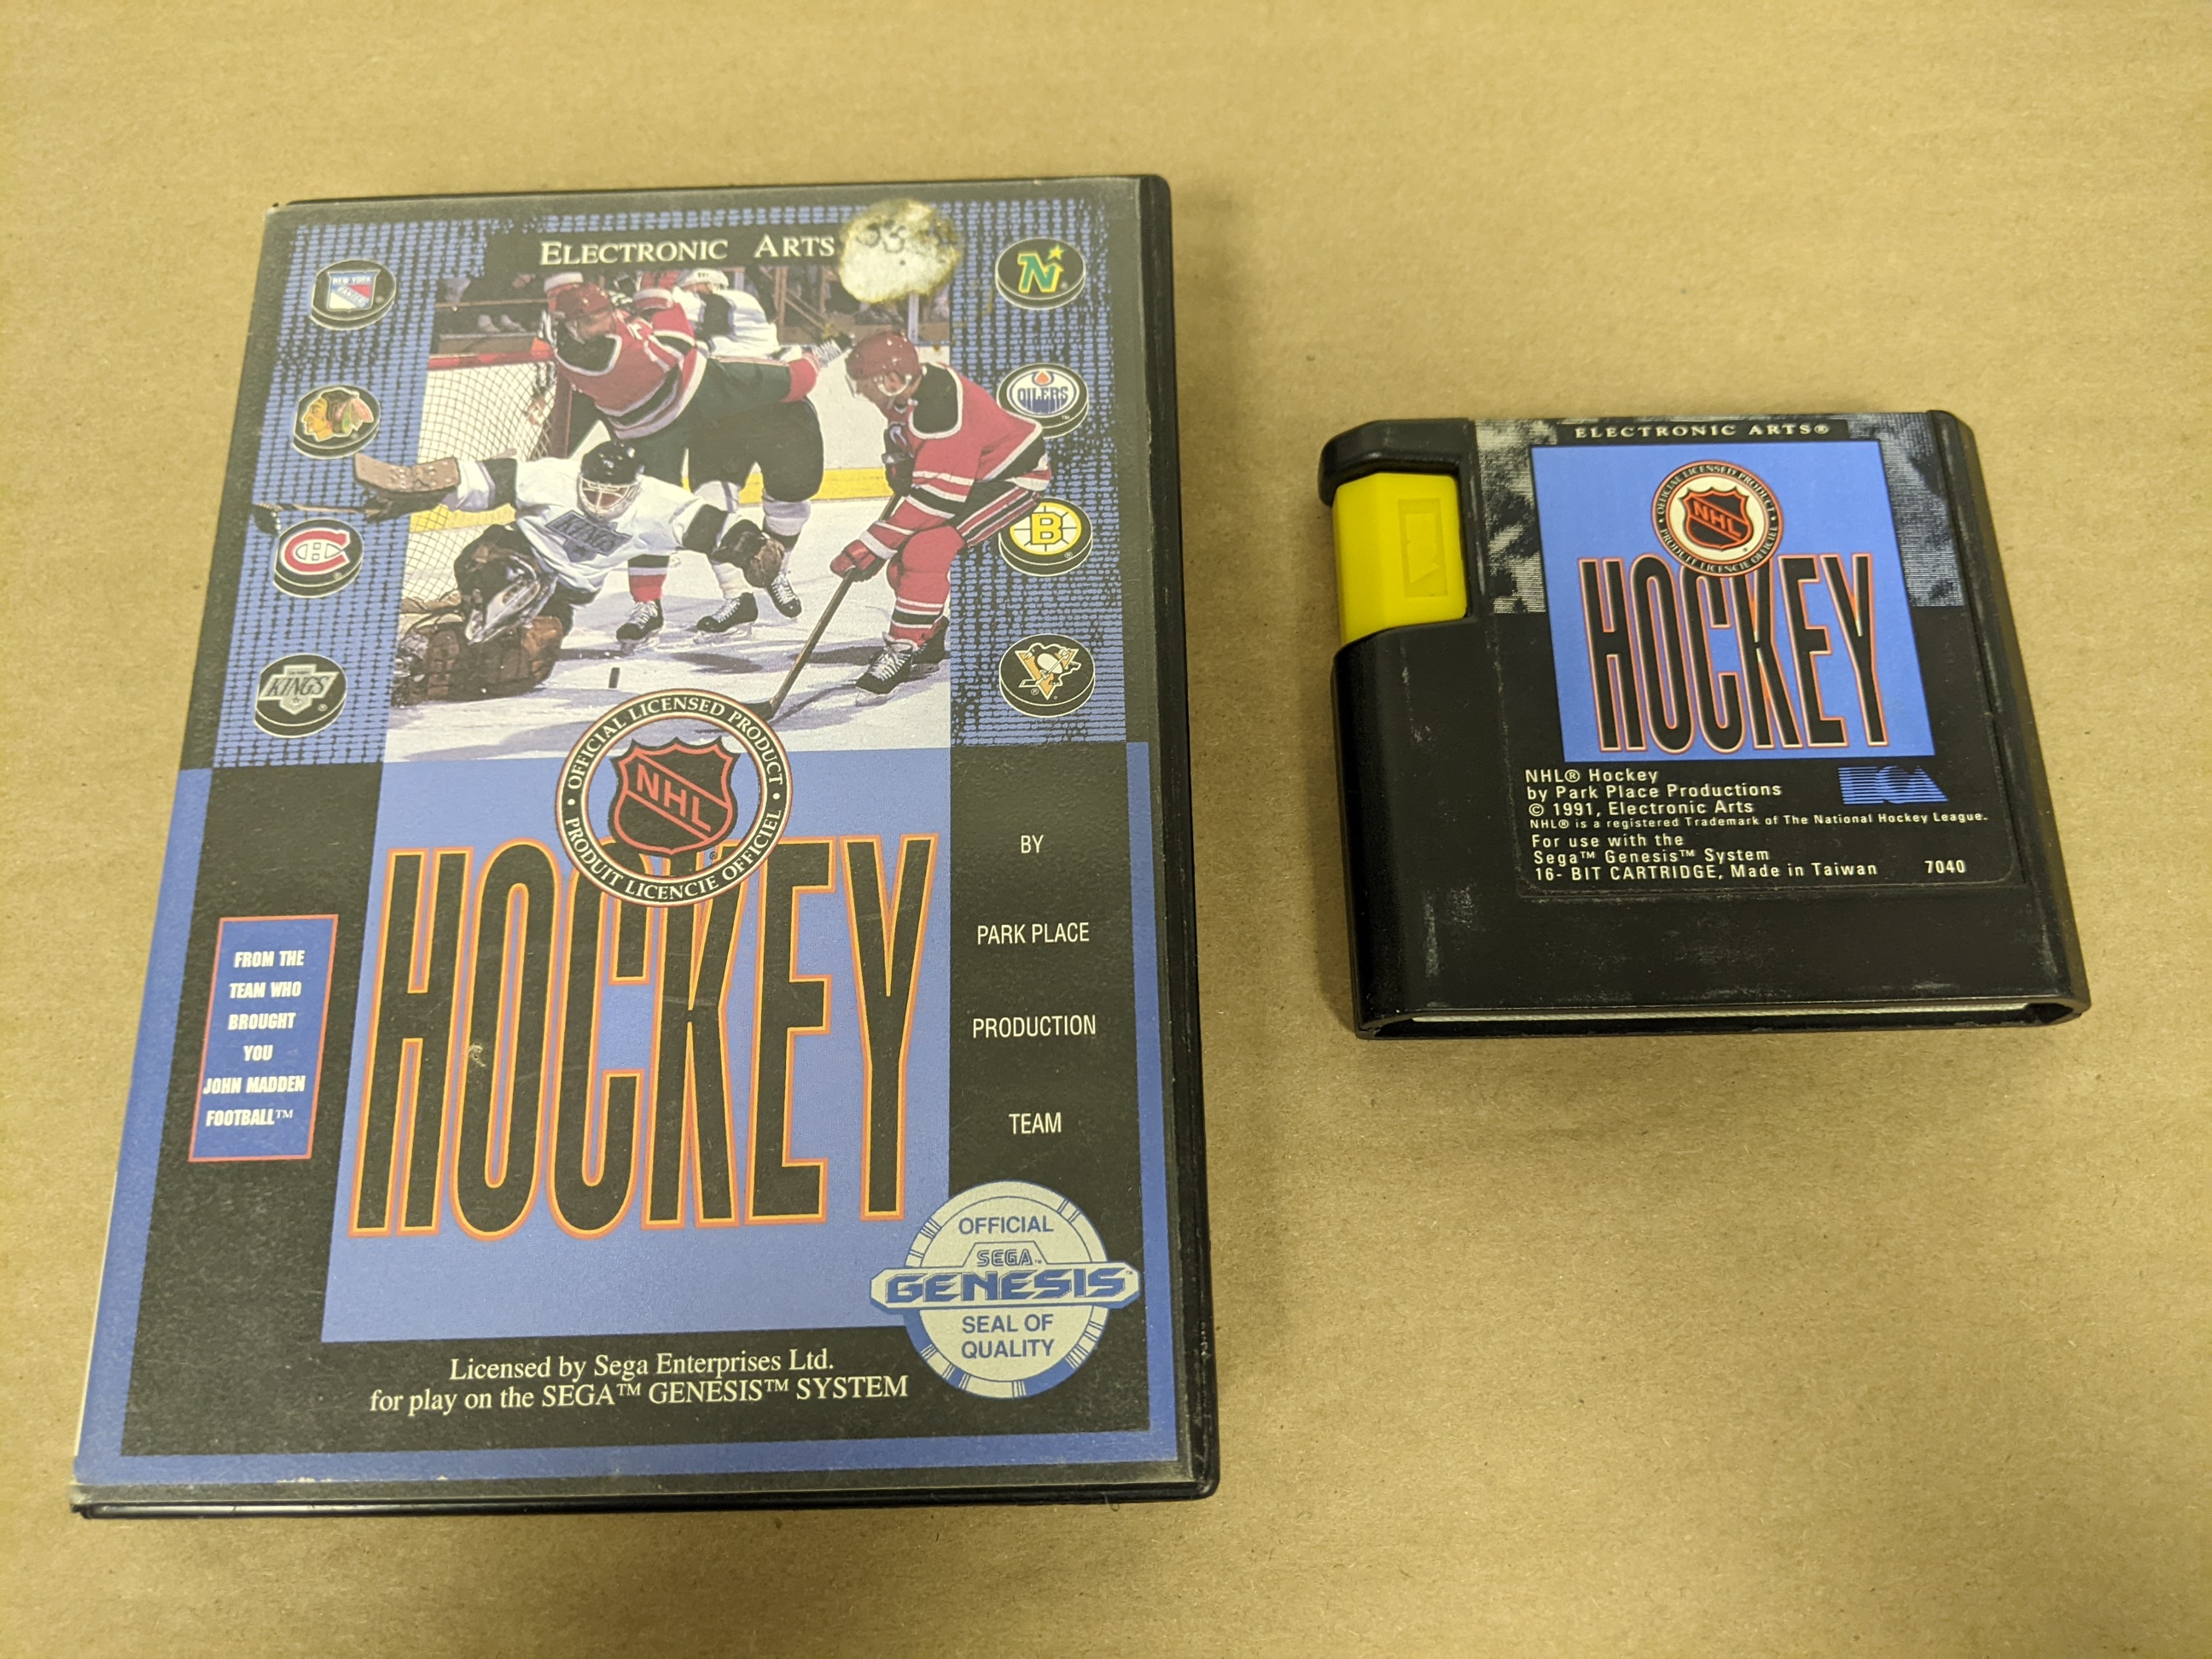 ELECTRONIC ARTS
NEW YORK
RANGERS
N
OILERS
KINGS
C
B
KINGS
OFFICIAL LICENSED PRODUCT
NHL
PRODUIT LICENCIE OFFICIEL
HOCKEY
FROM THE
TEAM WHO
BROUGHT
YOU
JOHN MADDEN
FOOTBALL™
BY
PARK PLACE
PRODUCTION
TEAM
OFFICIAL
SEGA™
GENESIS™
SEAL OF
QUALITY
Licensed by Sega Enterprises Ltd.
for play on the SEGA™ GENESIS™ SYSTEM
ELECTRONIC ARTS®
OFFICIAL LICENSED PRODUCT
NHL
PRODUIT LICENCIE OFFICIEL
HOCKEY
NHL® Hockey
by Park Place Productions
© 1991, Electronic Arts
NHL® is a registered Trademark of The National Hockey League.
For use with the
Sega™ Genesis™ System
16- BIT CARTRIDGE, Made in Taiwan 7040
EA